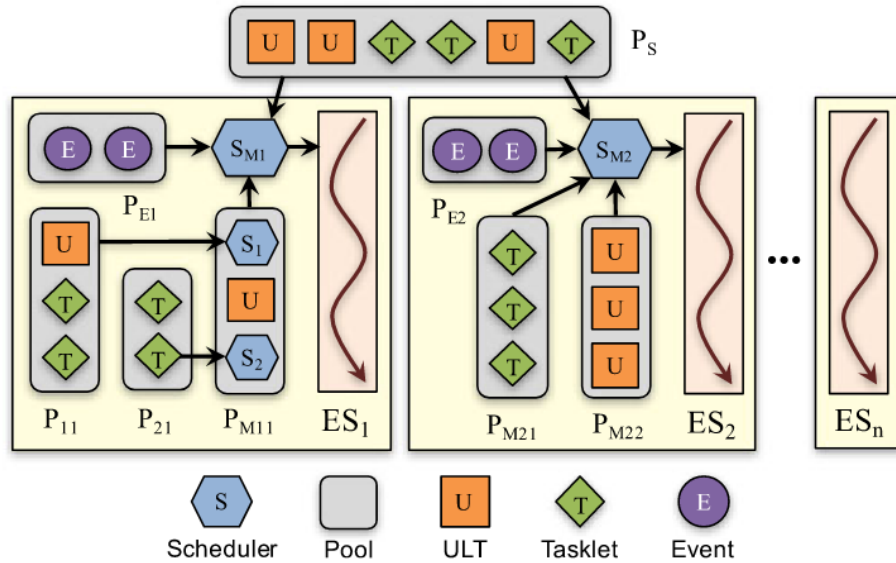 U U T T U T P_S
E E S_M1
P_E1
U S_1
T T U
T T S_2
P_11 P_21 P_M11 ES_1
E E S_M2
P_E2
T U
T U
T U
P_M21 P_M22 ES_2
•••
ES_n
S U T E
Scheduler Pool ULT Tasklet Event